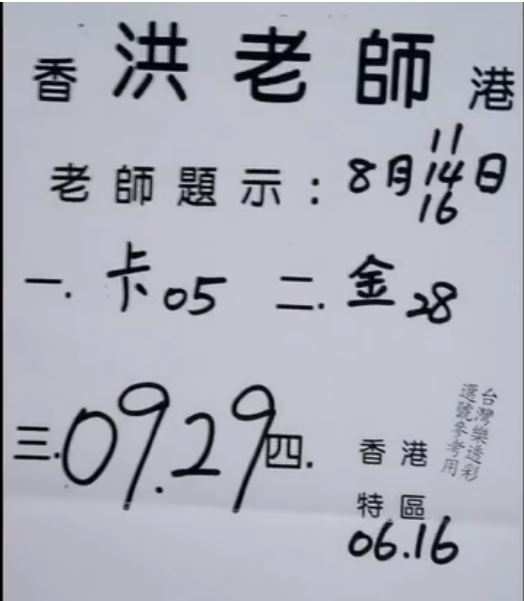 香 洪老師 港
老師題示：8月11 14 16日
一.卡05 二.金28
三.09.29 四.香港特區06.16
台灣樂透彩
選號參考用